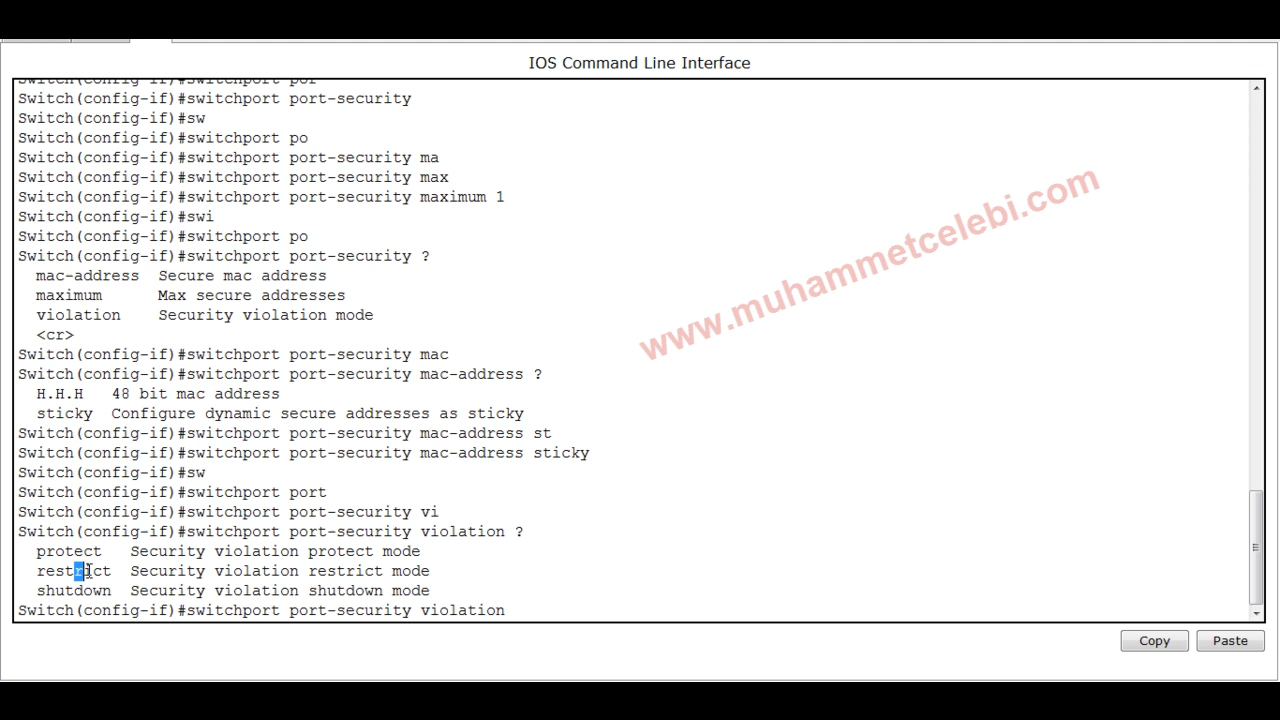 IOS Command Line Interface
Switch(config-if)#switchport por
Switch(config-if)#switchport port-security
Switch(config-if)#sw
Switch(config-if)#switchport po
Switch(config-if)#switchport port-security ma
Switch(config-if)#switchport port-security max
Switch(config-if)#switchport port-security maximum 1
Switch(config-if)#swi
Switch(config-if)#switchport po
Switch(config-if)#switchport port-security ?
mac-address Secure mac address
maximum Max secure addresses
violation Security violation mode
<cr>
Switch(config-if)#switchport port-security mac
Switch(config-if)#switchport port-security mac-address ?
H.H.H 48 bit mac address
sticky Configure dynamic secure addresses as sticky
Switch(config-if)#switchport port-security mac-address st
Switch(config-if)#switchport port-security mac-address sticky
Switch(config-if)#sw
Switch(config-if)#switchport port
Switch(config-if)#switchport port-security vi
Switch(config-if)#switchport port-security violation ?
protect Security violation protect mode
restrict Security violation restrict mode
shutdown Security violation shutdown mode
Switch(config-if)#switchport port-security violation
www.muhammetcelebi.com
Copy Paste